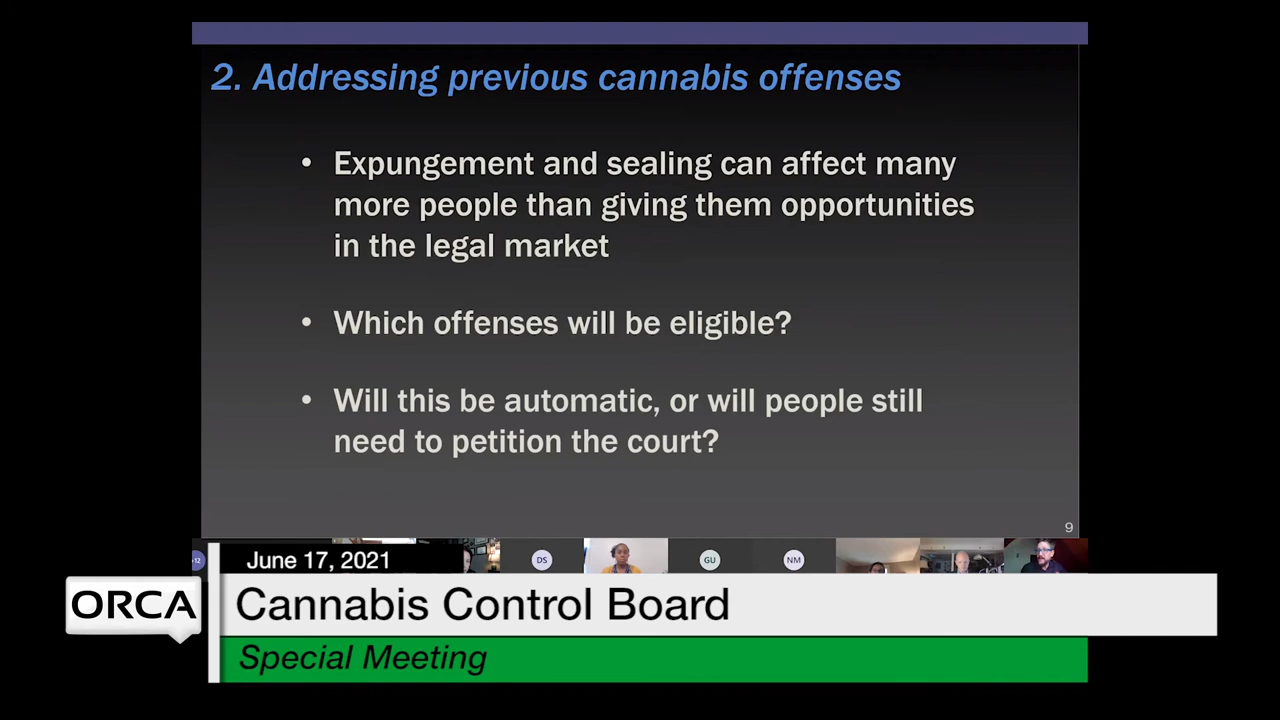 2. Addressing previous cannabis offenses
• Expungement and sealing can affect many
more people than giving them opportunities
in the legal market
• Which offenses will be eligible?
• Will this be automatic, or will people still
need to petition the court?
9
+12
DS
GU
NM
June 17, 2021
ORCA
Cannabis Control Board
Special Meeting